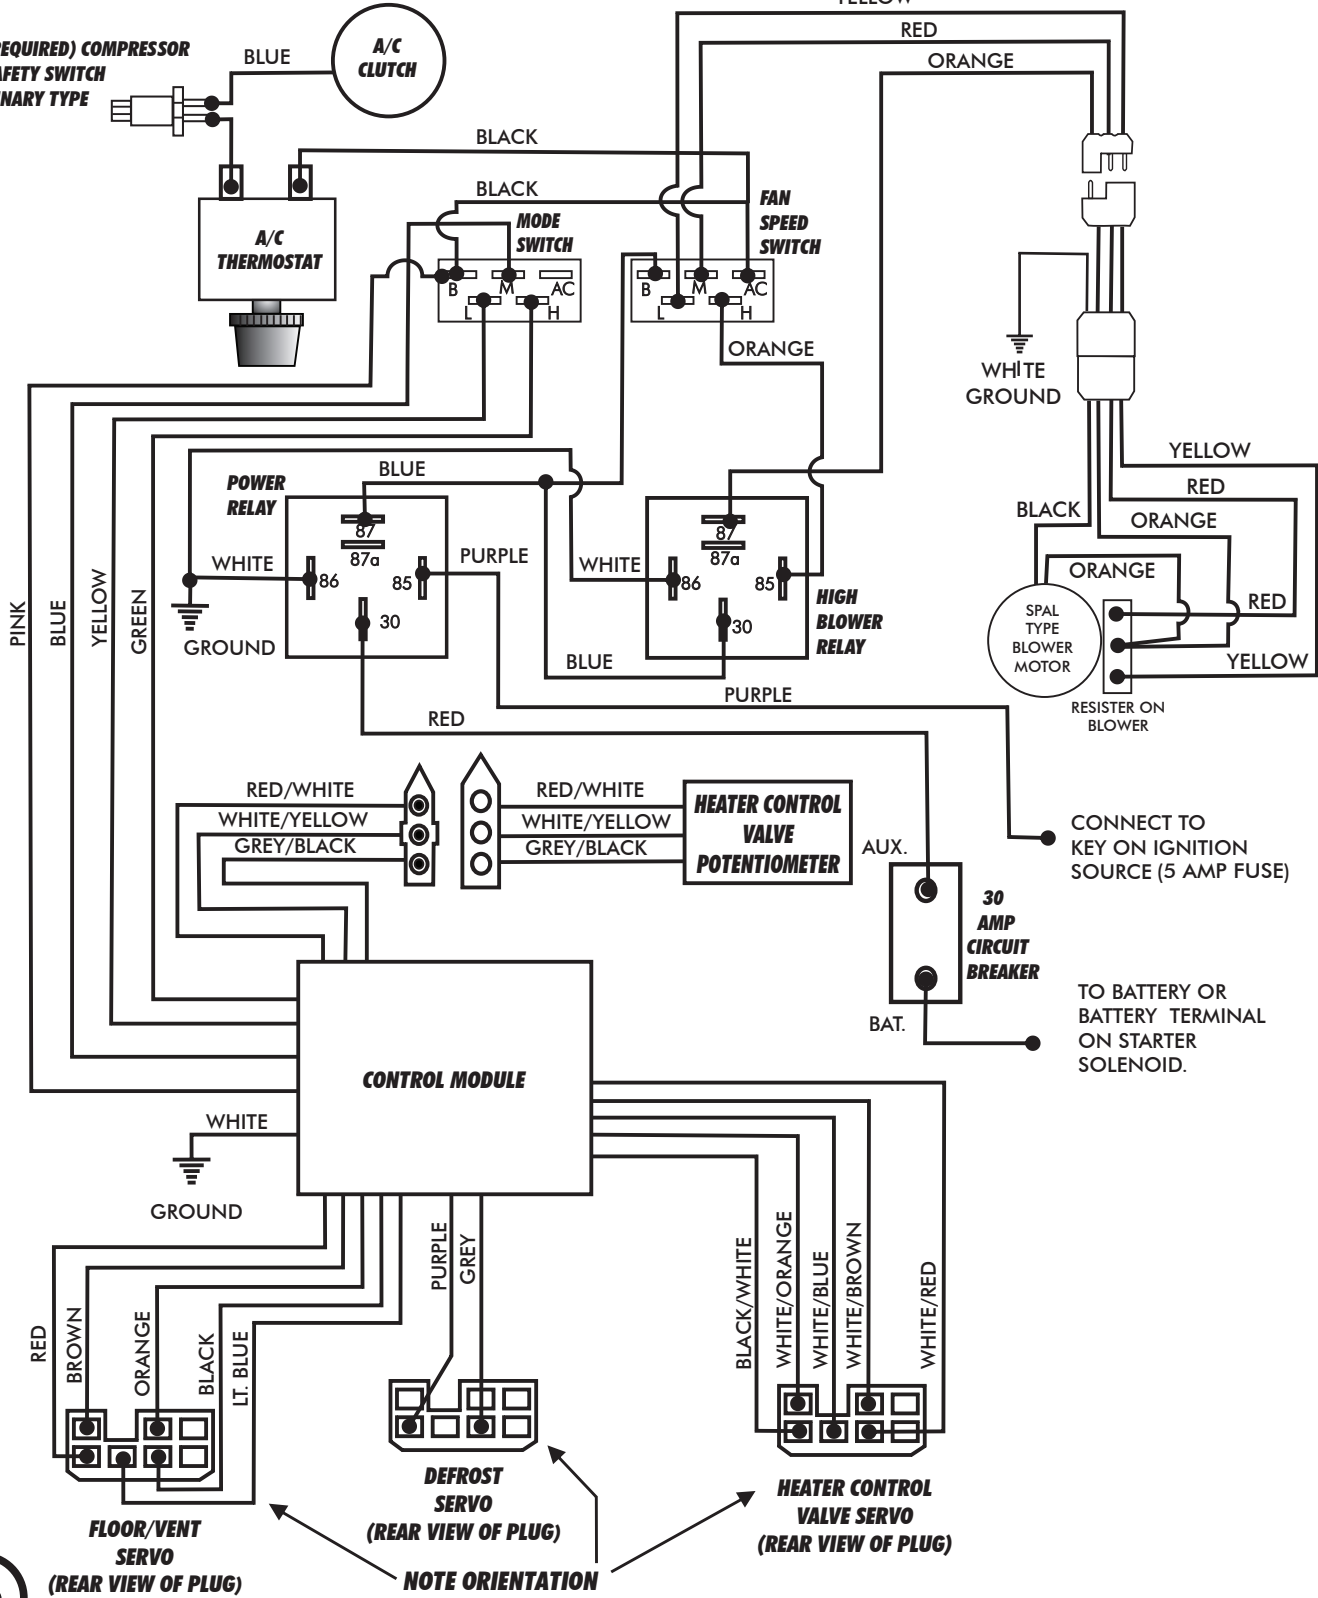 YELLOW
RED
ORANGE
REQUIRED) COMPRESSOR
AFETY SWITCH
INARY TYPE
BLUE
A/C
CLUTCH
BLACK
BLACK
MODE
SWITCH
FAN
SPEED
SWITCH
A/C
THERMOSTAT
B
M
AC
L
H
B
M
AC
L
H
ORANGE
WHITE
GROUND
POWER
RELAY
BLUE
87
87a
86
85
30
WHITE
GROUND
PURPLE
WHITE
87
87a
86
85
30
HIGH
BLOWER
RELAY
BLUE
YELLOW
RED
BLACK
ORANGE
ORANGE
RED
SPAL
TYPE
BLOWER
MOTOR
YELLOW
RESISTER ON
BLOWER
PINK
BLUE
YELLOW
GREEN
PURPLE
RED
RED/WHITE
WHITE/YELLOW
GREY/BLACK
RED/WHITE
WHITE/YELLOW
GREY/BLACK
HEATER CONTROL
VALVE
POTENTIOMETER
AUX.
30
AMP
CIRCUIT
BREAKER
BAT.
CONNECT TO
KEY ON IGNITION
SOURCE (5 AMP FUSE)
TO BATTERY OR
BATTERY TERMINAL
ON STARTER
SOLENOID.
CONTROL MODULE
WHITE
GROUND
RED
BROWN
ORANGE
BLACK
LT. BLUE
PURPLE
GREY
BLACK/WHITE
WHITE/ORANGE
WHITE/BLUE
WHITE/BROWN
WHITE/RED
FLOOR/VENT
SERVO
(REAR VIEW OF PLUG)
DEFROST
SERVO
(REAR VIEW OF PLUG)
HEATER CONTROL
VALVE SERVO
(REAR VIEW OF PLUG)
NOTE ORIENTATION